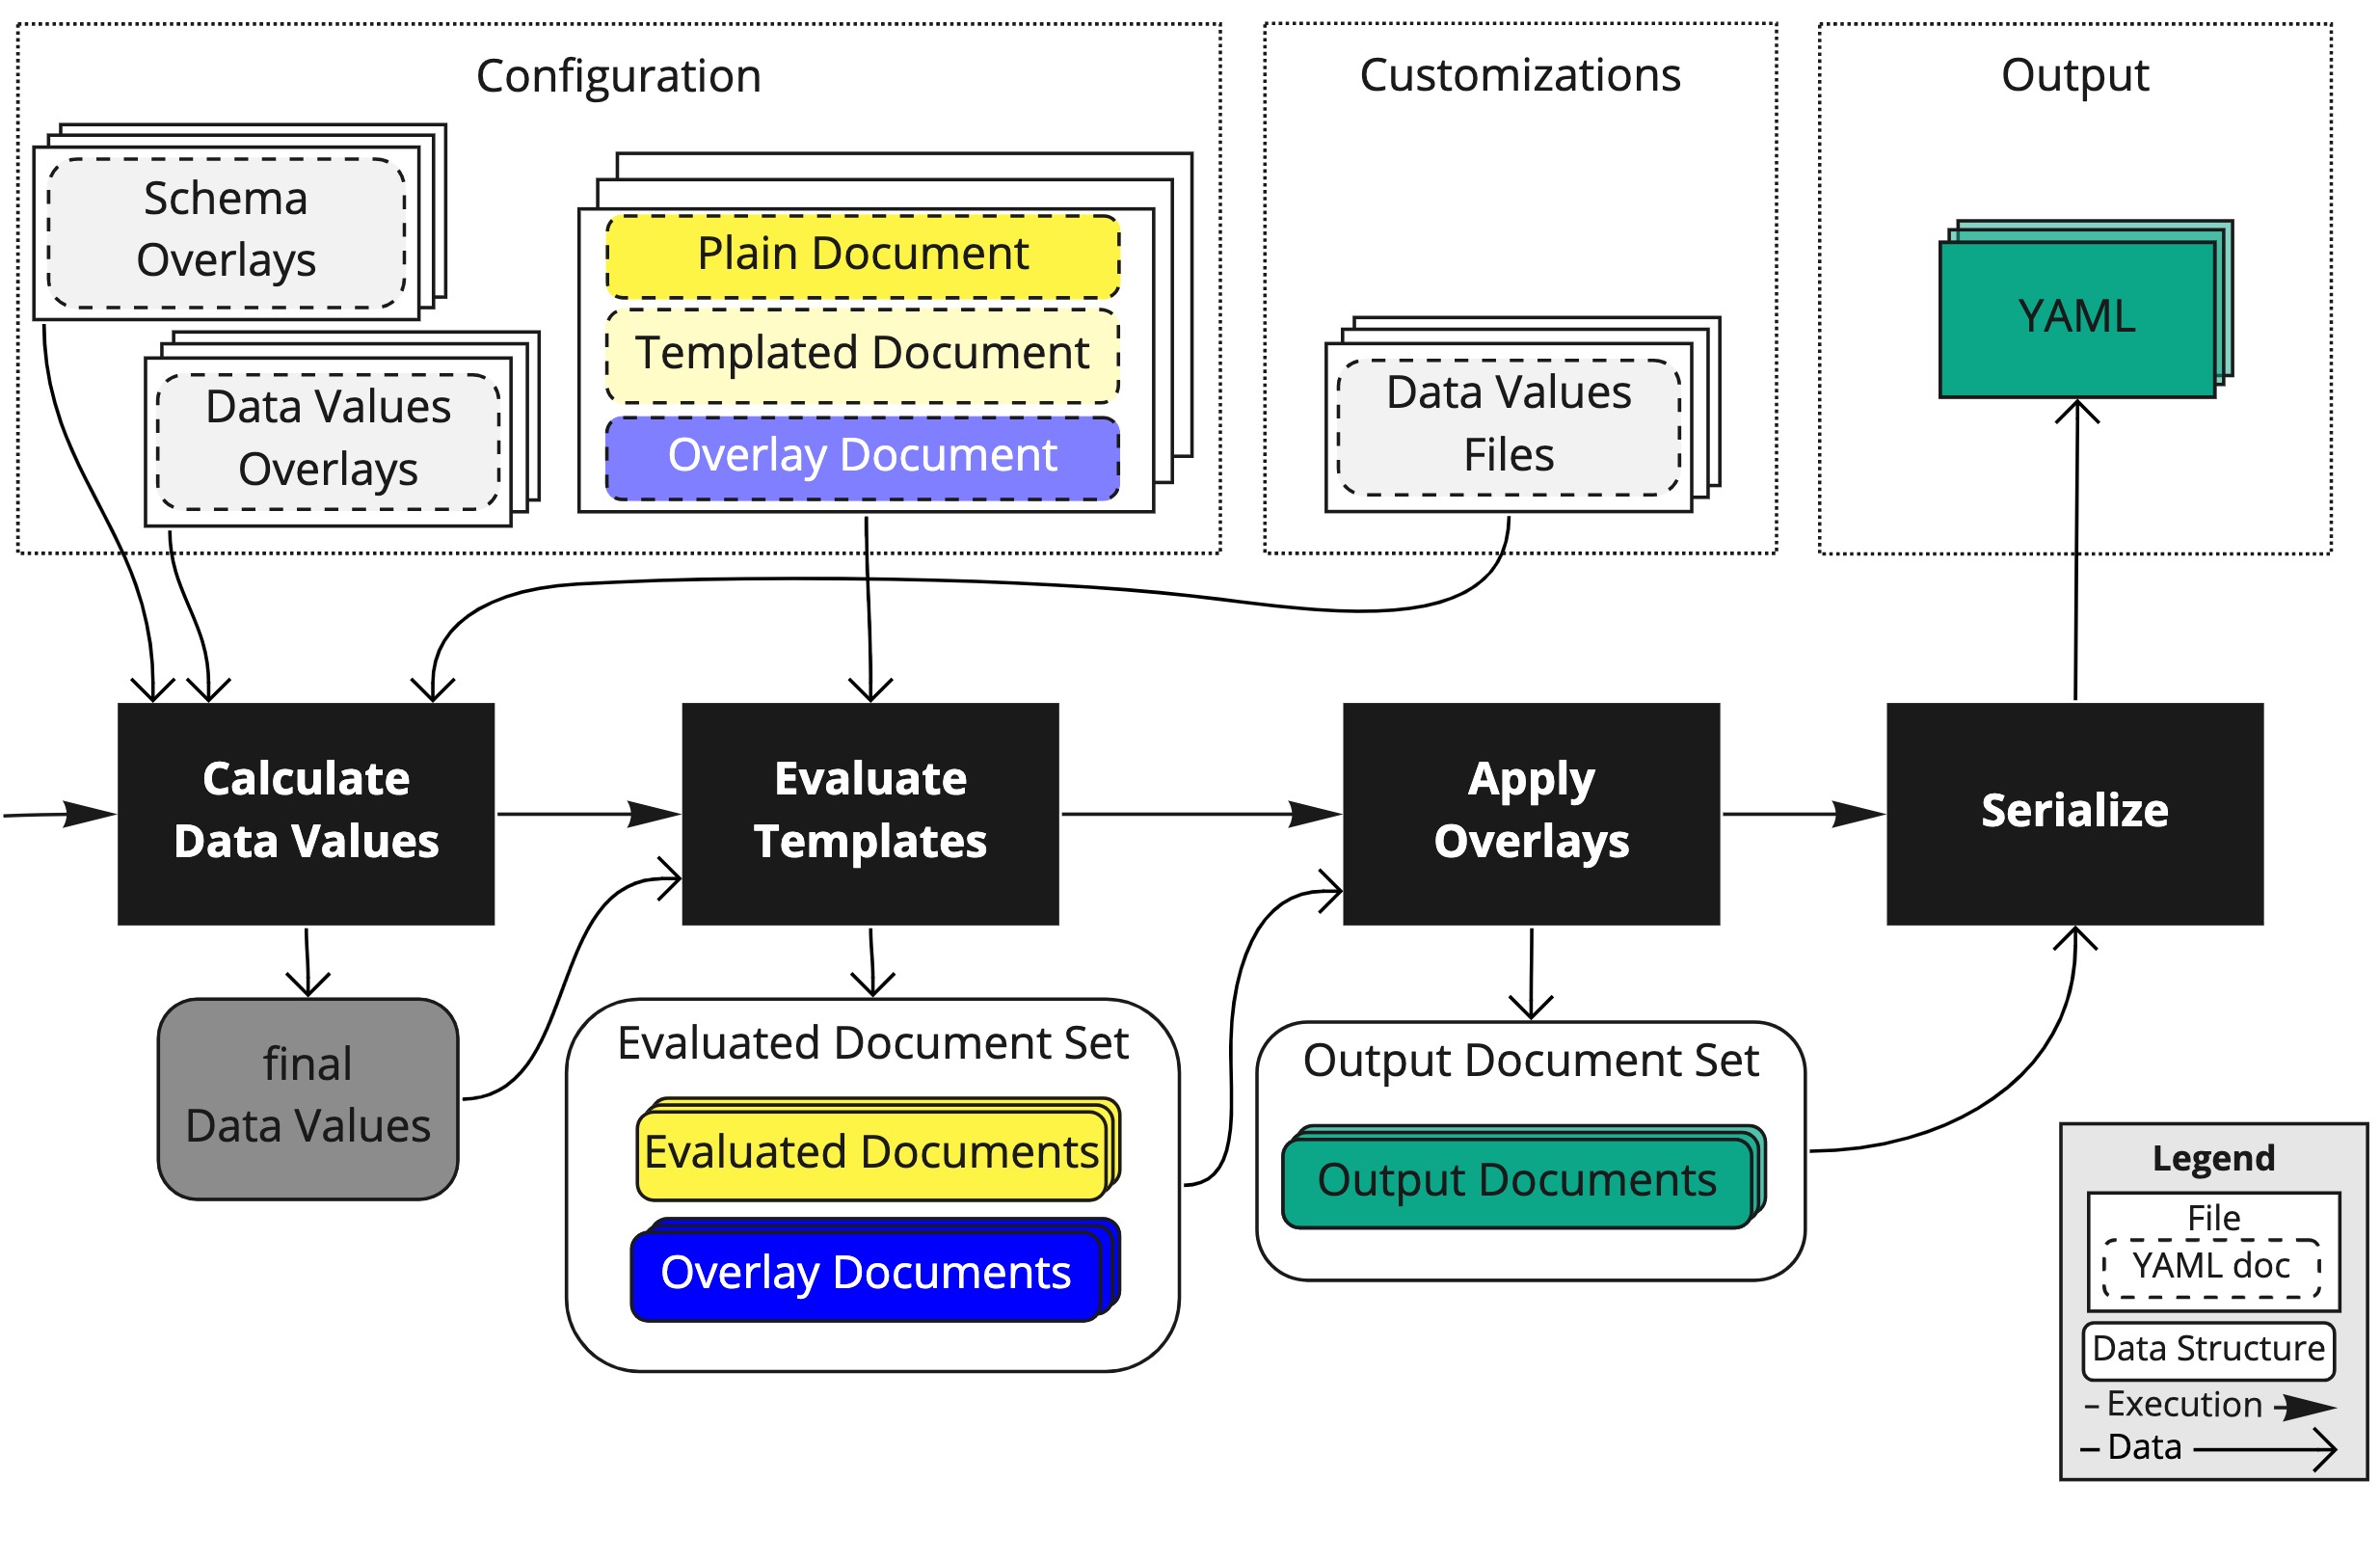 Configuration
Customizations
Output
Schema
Overlays
Data Values
Overlays
Plain Document
Templated Document
Overlay Document
Data Values
Files
YAML
Calculate
Data Values
Evaluate
Templates
Apply
Overlays
Serialize
final
Data Values
Evaluated Document Set
Evaluated Documents
Overlay Documents
Output Document Set
Output Documents
Legend
File
YAML doc
Data Structure
Execution
Data